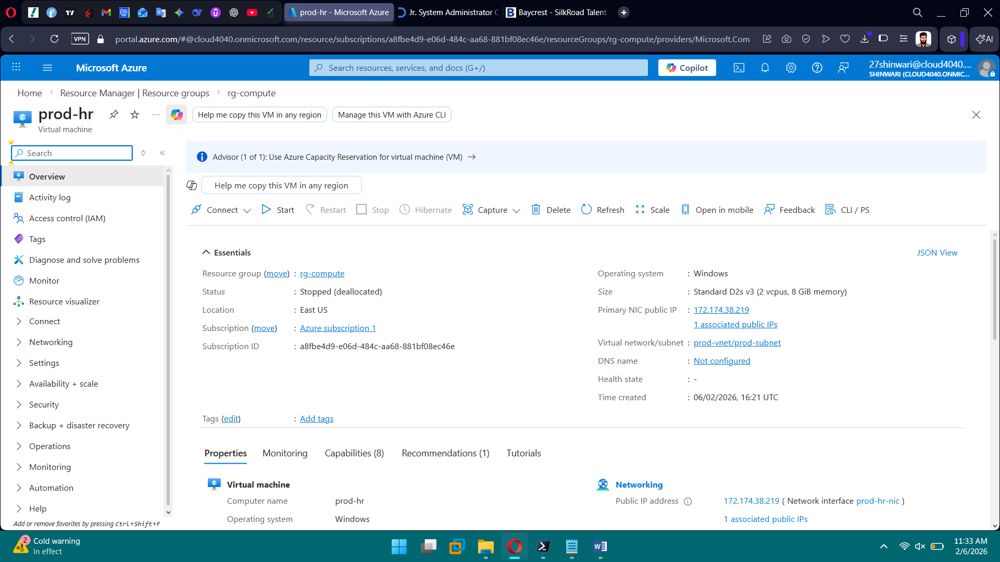 prod-hr - Microsoft Azure
Jr. System Administrator C
Baycrest - SilkRoad Talent
VPN
portal.azure.com/#@cloud4040.onmicrosoft.com/resource/subscriptions/a8fbe4d9-e06d-484c-aa68-881bf08ec46e/resourceGroups/rg-compute/providers/Microsoft.Com
AI
Microsoft Azure
Search resources, services, and docs (G+/)
Copilot
27shinwari@cloud4040....
SHINWARI (CLOUD4040.ONMIC...
Home > Resource Manager | Resource groups > rg-compute
prod-hr
Virtual machine
Help me copy this VM in any region
Manage this VM with Azure CLI
Search
Overview
Activity log
Access control (IAM)
Tags
Diagnose and solve problems
Monitor
Resource visualizer
Connect
Networking
Settings
Availability + scale
Security
Backup + disaster recovery
Operations
Monitoring
Automation
Help
Add or remove favorites by pressing Ctrl+Shift+F
Advisor (1 of 1): Use Azure Capacity Reservation for virtual machine (VM) →
Help me copy this VM in any region
Connect
Start
Restart
Stop
Hibernate
Capture
Delete
Refresh
Scale
Open in mobile
Feedback
CLI / PS
Essentials
JSON View
Resource group (move) : rg-compute
Status : Stopped (deallocated)
Location : East US
Subscription (move) : Azure subscription 1
Subscription ID : a8fbe4d9-e06d-484c-aa68-881bf08ec46e
Operating system : Windows
Size : Standard D2s v3 (2 vcpus, 8 GiB memory)
Primary NIC public IP : 172.174.38.219
1 associated public IPs
Virtual network/subnet : prod-vnet/prod-subnet
DNS name : Not configured
Health state : -
Time created : 06/02/2026, 16:21 UTC
Tags (edit) : Add tags
Properties
Monitoring
Capabilities (8)
Recommendations (1)
Tutorials
Virtual machine
Computer name prod-hr
Operating system Windows
Networking
Public IP address 172.174.38.219 ( Network interface prod-hr-nic )
1 associated public IPs
2
Cold warning
In effect
11:33 AM
2/6/2026